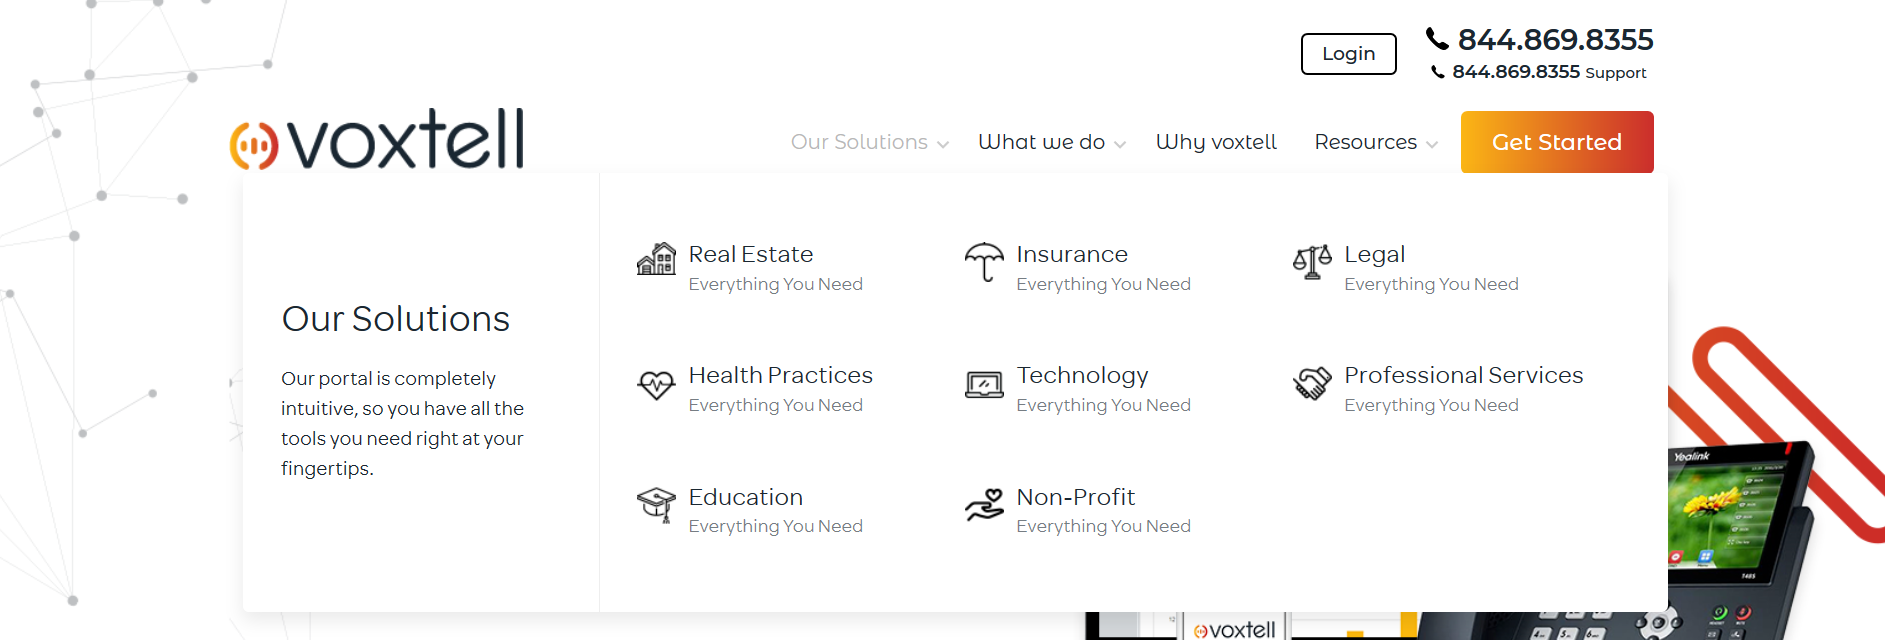 Login
844.869.8355
844.869.8355 Support
voxtell
Our Solutions
What we do
Why voxtell
Resources
Get Started
Our Solutions
Our portal is completely
intuitive, so you have all the
tools you need right at your
fingertips.
Real Estate
Everything You Need
Insurance
Everything You Need
Legal
Everything You Need
Health Practices
Everything You Need
Technology
Everything You Need
Professional Services
Everything You Need
Education
Everything You Need
Non-Profit
Everything You Need
Yealink
T48S
voxtell